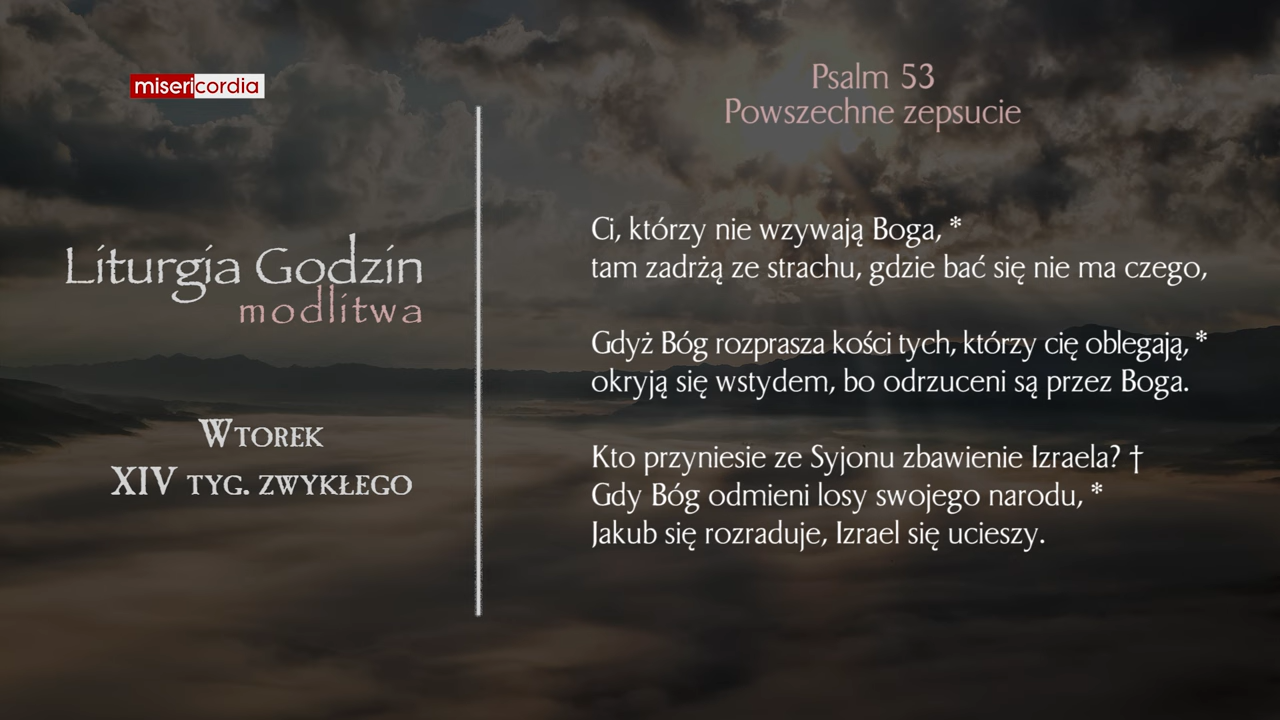 misericordia
Liturgia Godzin
modlitwa
Wtorek
XIV tyg. zwykłego
Psalm 53
Powszechne zepsucie
Ci, którzy nie wzywają Boga, *
tam zadrżą ze strachu, gdzie bać się nie ma czego,
Gdyż Bóg rozprasza kości tych, którzy cię oblegają, *
okryją się wstydem, bo odrzuceni są przez Boga.
Kto przyniesie ze Syjonu zbawienie Izraela? †
Gdy Bóg odmieni losy swojego narodu, *
Jakub się rozraduje, Izrael się ucieszy.